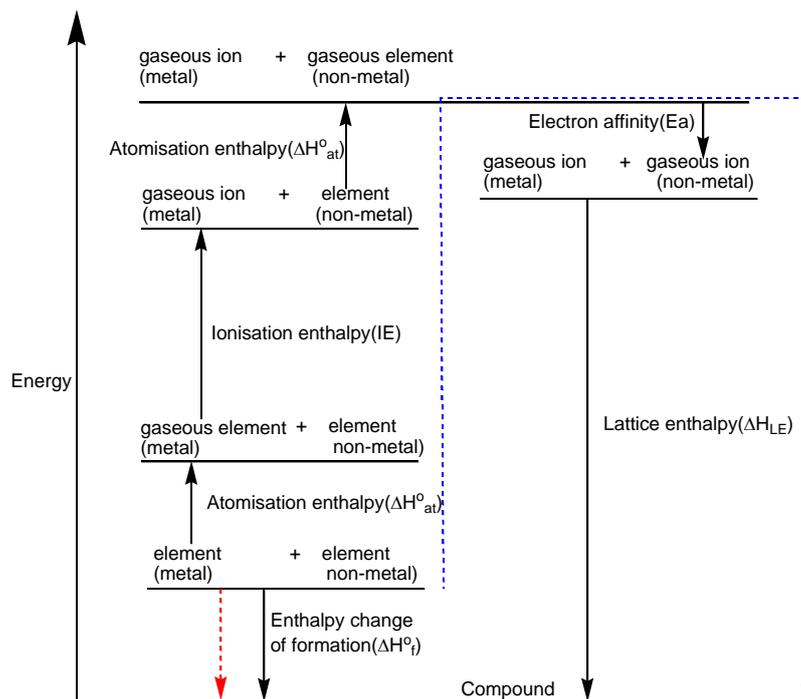 gaseous ion + gaseous element
(metal) (non-metal)
Electron affinity(Ea)
Atomisation enthalpy(ΔH°at)
gaseous ion + gaseous ion
(metal) (non-metal)
gaseous ion + element
(metal) (non-metal)
Ionisation enthalpy(IE)
Energy
gaseous element + element
(metal) non-metal)
Lattice enthalpy(ΔHLE)
Atomisation enthalpy(ΔH°at)
element + element
(metal) non-metal)
Enthalpy change
of formation(ΔH°f)
Compound